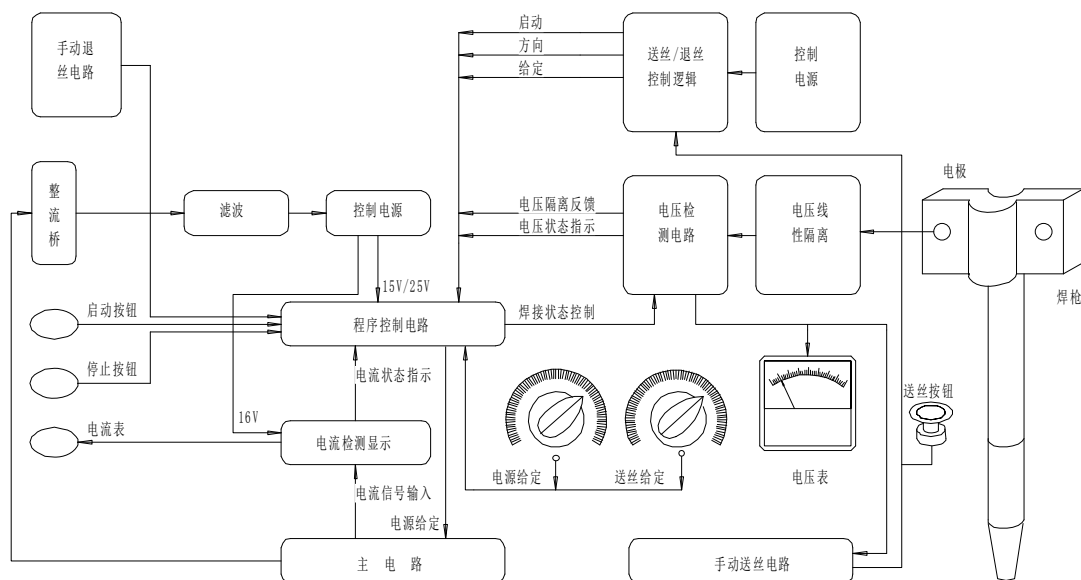 启动
方向
给定
手动退
丝电路
送丝/退丝
控制逻辑
控制
电源
整
流
桥
滤波
控制电源
电压隔离反馈
电压状态指示
电压检
测电路
电压线
性隔离
电极
焊枪
15V/25V
启动按钮
程序控制电路
焊接状态控制
停止按钮
电流状态指示
16V
电流表
电流检测显示
送丝按钮
电源给定
送丝给定
电压表
电流信号输入
电源给定
主 电 路
手动送丝电路